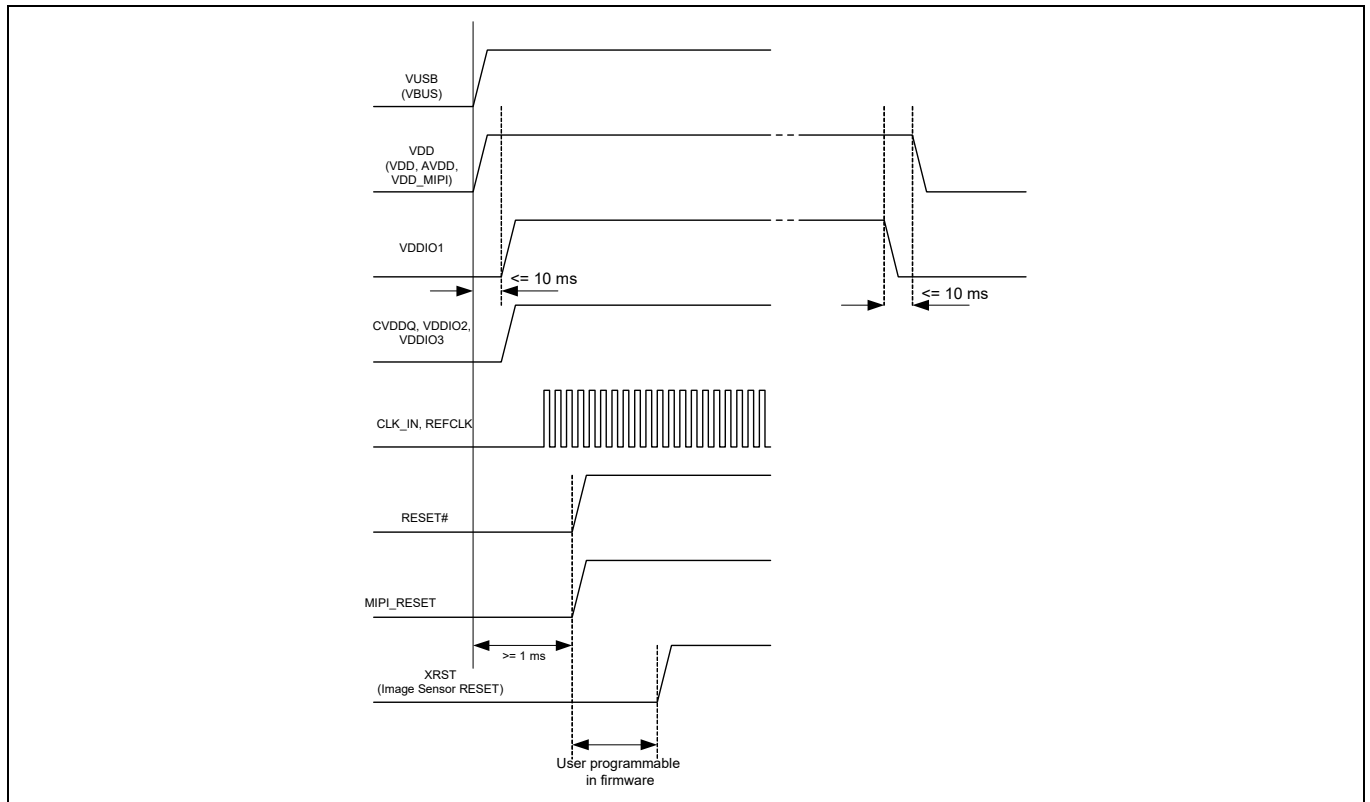 VUSB
(VBUS)
VDD
(VDD, AVDD,
VDD_MIPI)
VDDIO1
<= 10 ms
<= 10 ms
CVDDQ, VDDIO2,
VDDIO3
CLK_IN, REFCLK
RESET#
MIPI_RESET
>= 1 ms
XRST
(Image Sensor RESET)
User programmable
in firmware